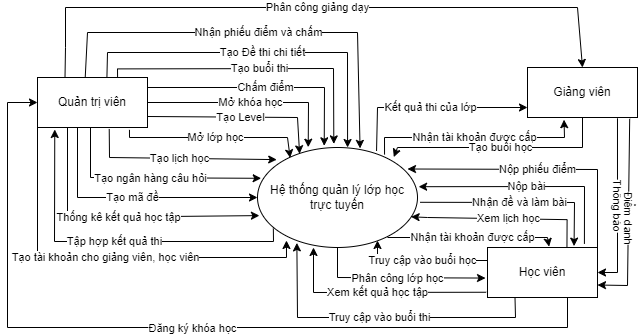 Phân công giảng dạy
Nhận phiếu điểm và chấm
Tạo Đề thi chi tiết
Tạo buổi thi
Chấm điểm
Mở khóa học
Tạo Level
Mở lớp học
Tạo lịch học
Tạo ngân hàng câu hỏi
Tạo mã đề
Thống kê kết quả học tập
Tập hợp kết quả thi
Tạo tài khoản cho giảng viên, học viên
Quản trị viên
Hệ thống quản lý lớp học
trực tuyến
Giảng viên
Kết quả thi của lớp
Nhận tài khoản được cấp
Tạo buổi học
Nộp phiếu điểm
Nộp bài
Nhận đề và làm bài
Xem lịch học
Nhận tài khoản được cấp
Điểm danh
Thông báo
Truy cập vào buổi học
Phân công lớp học
Xem kết quả học tập
Học viên
Truy cập vào buổi thi
Đăng ký khóa học